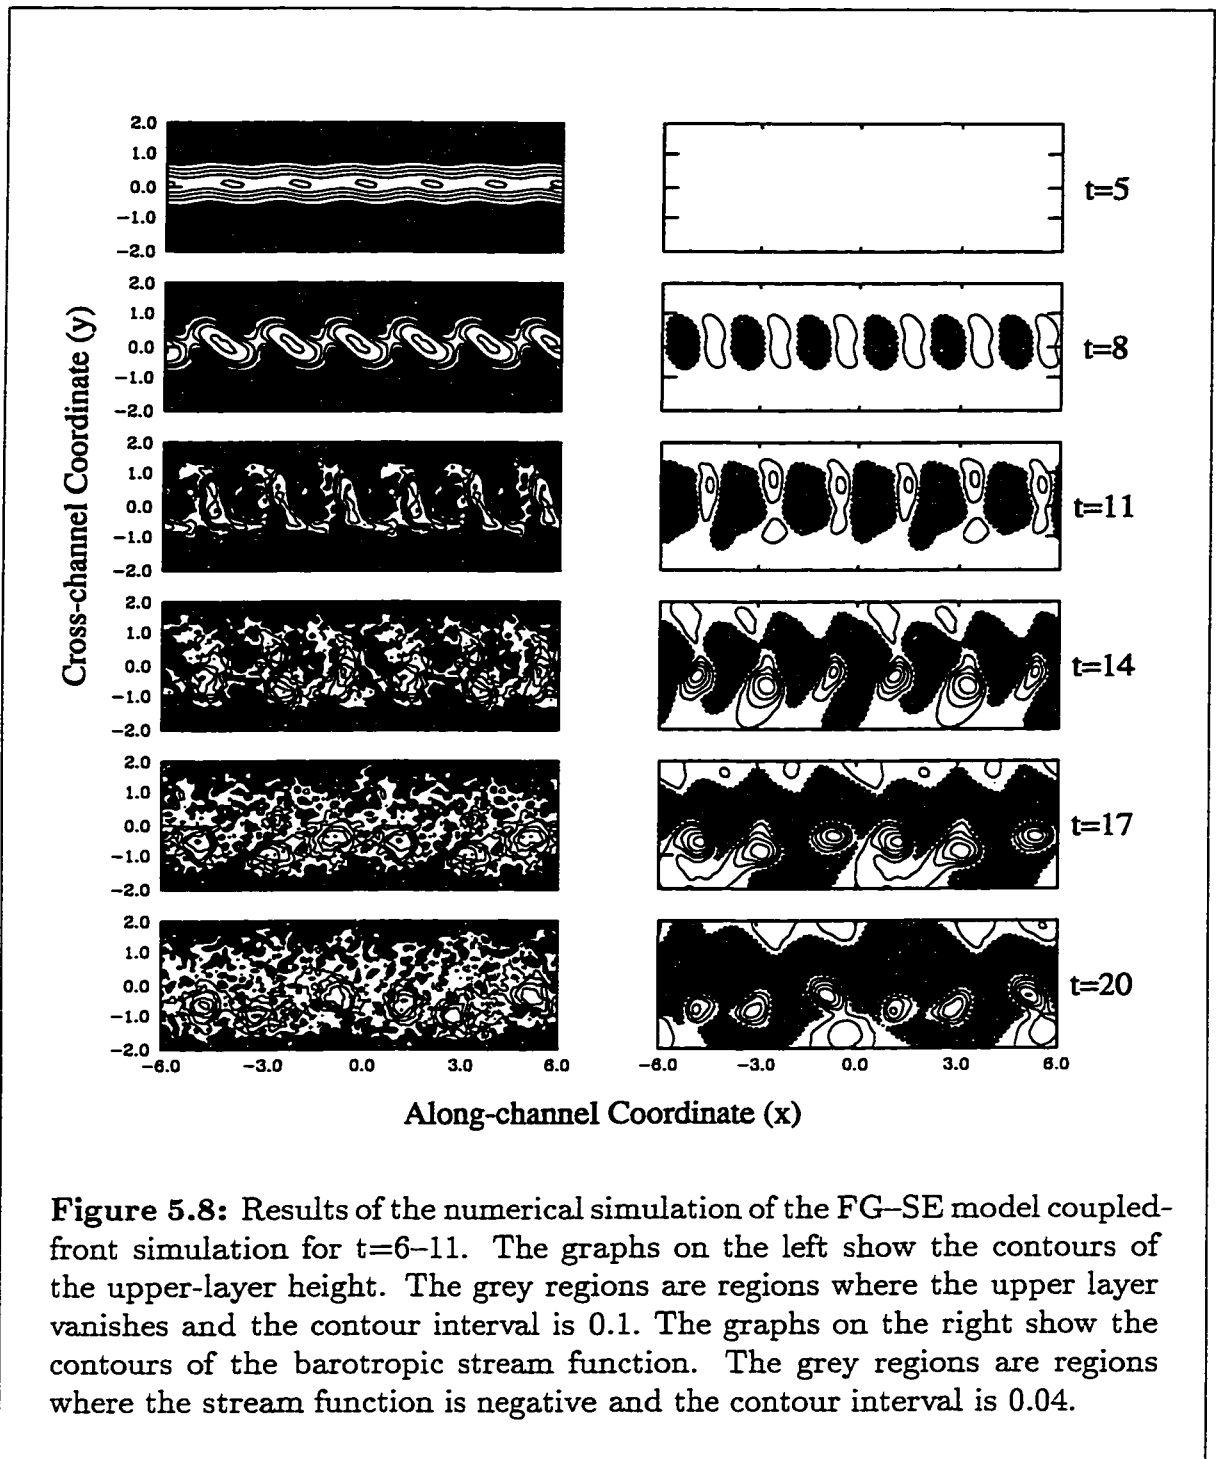 2.0
1.0
0.0
−1.0
−2.0
t=5
2.0
1.0
0.0
−1.0
−2.0
t=8
2.0
1.0
0.0
−1.0
−2.0
t=11
2.0
1.0
0.0
−1.0
−2.0
t=14
2.0
1.0
0.0
−1.0
−2.0
t=17
2.0
1.0
0.0
−1.0
−2.0
t=20
Cross-channel Coordinate (y)
−6.0 −3.0 0.0 3.0 6.0 −6.0 −3.0 0.0 3.0 6.0
Along-channel Coordinate (x)
Figure 5.8: Results of the numerical simulation of the FG–SE model coupled-
front simulation for t=6–11. The graphs on the left show the contours of
the upper-layer height. The grey regions are regions where the upper layer
vanishes and the contour interval is 0.1. The graphs on the right show the
contours of the barotropic stream function. The grey regions are regions
where the stream function is negative and the contour interval is 0.04.